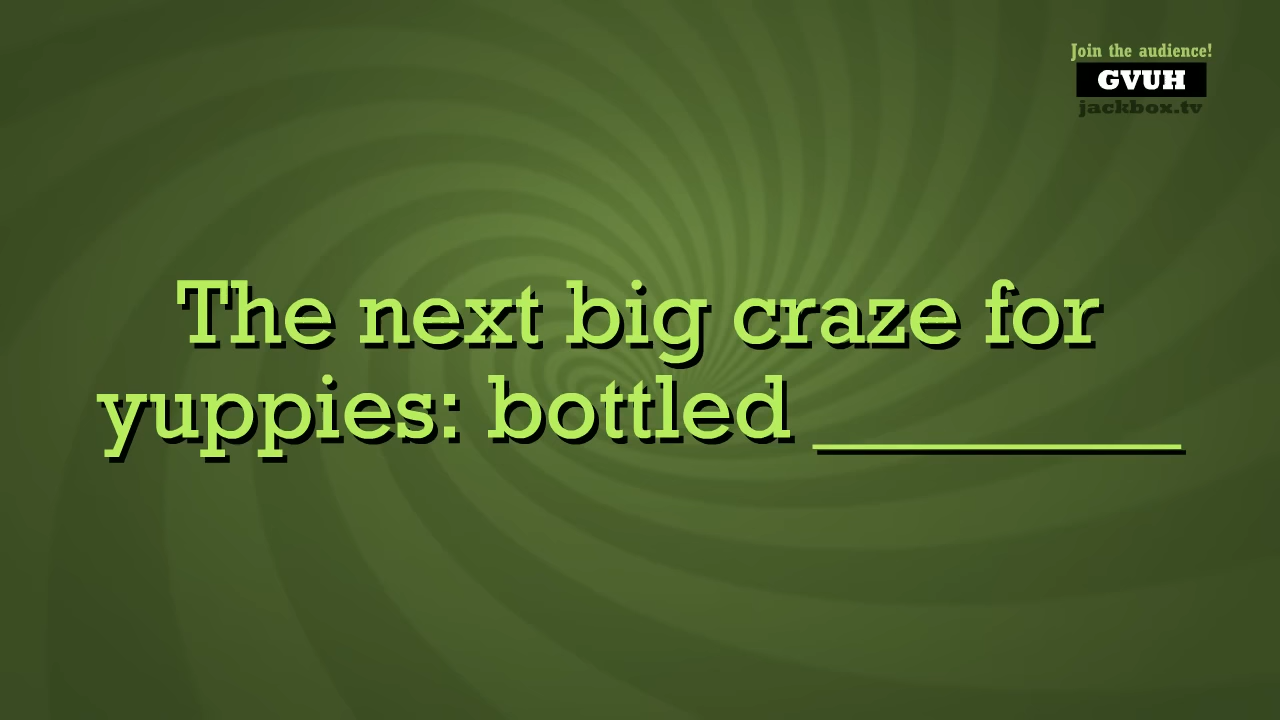 Join the audience!
GVUH
jackbox.tv
The next big craze for
yuppies: bottled ________